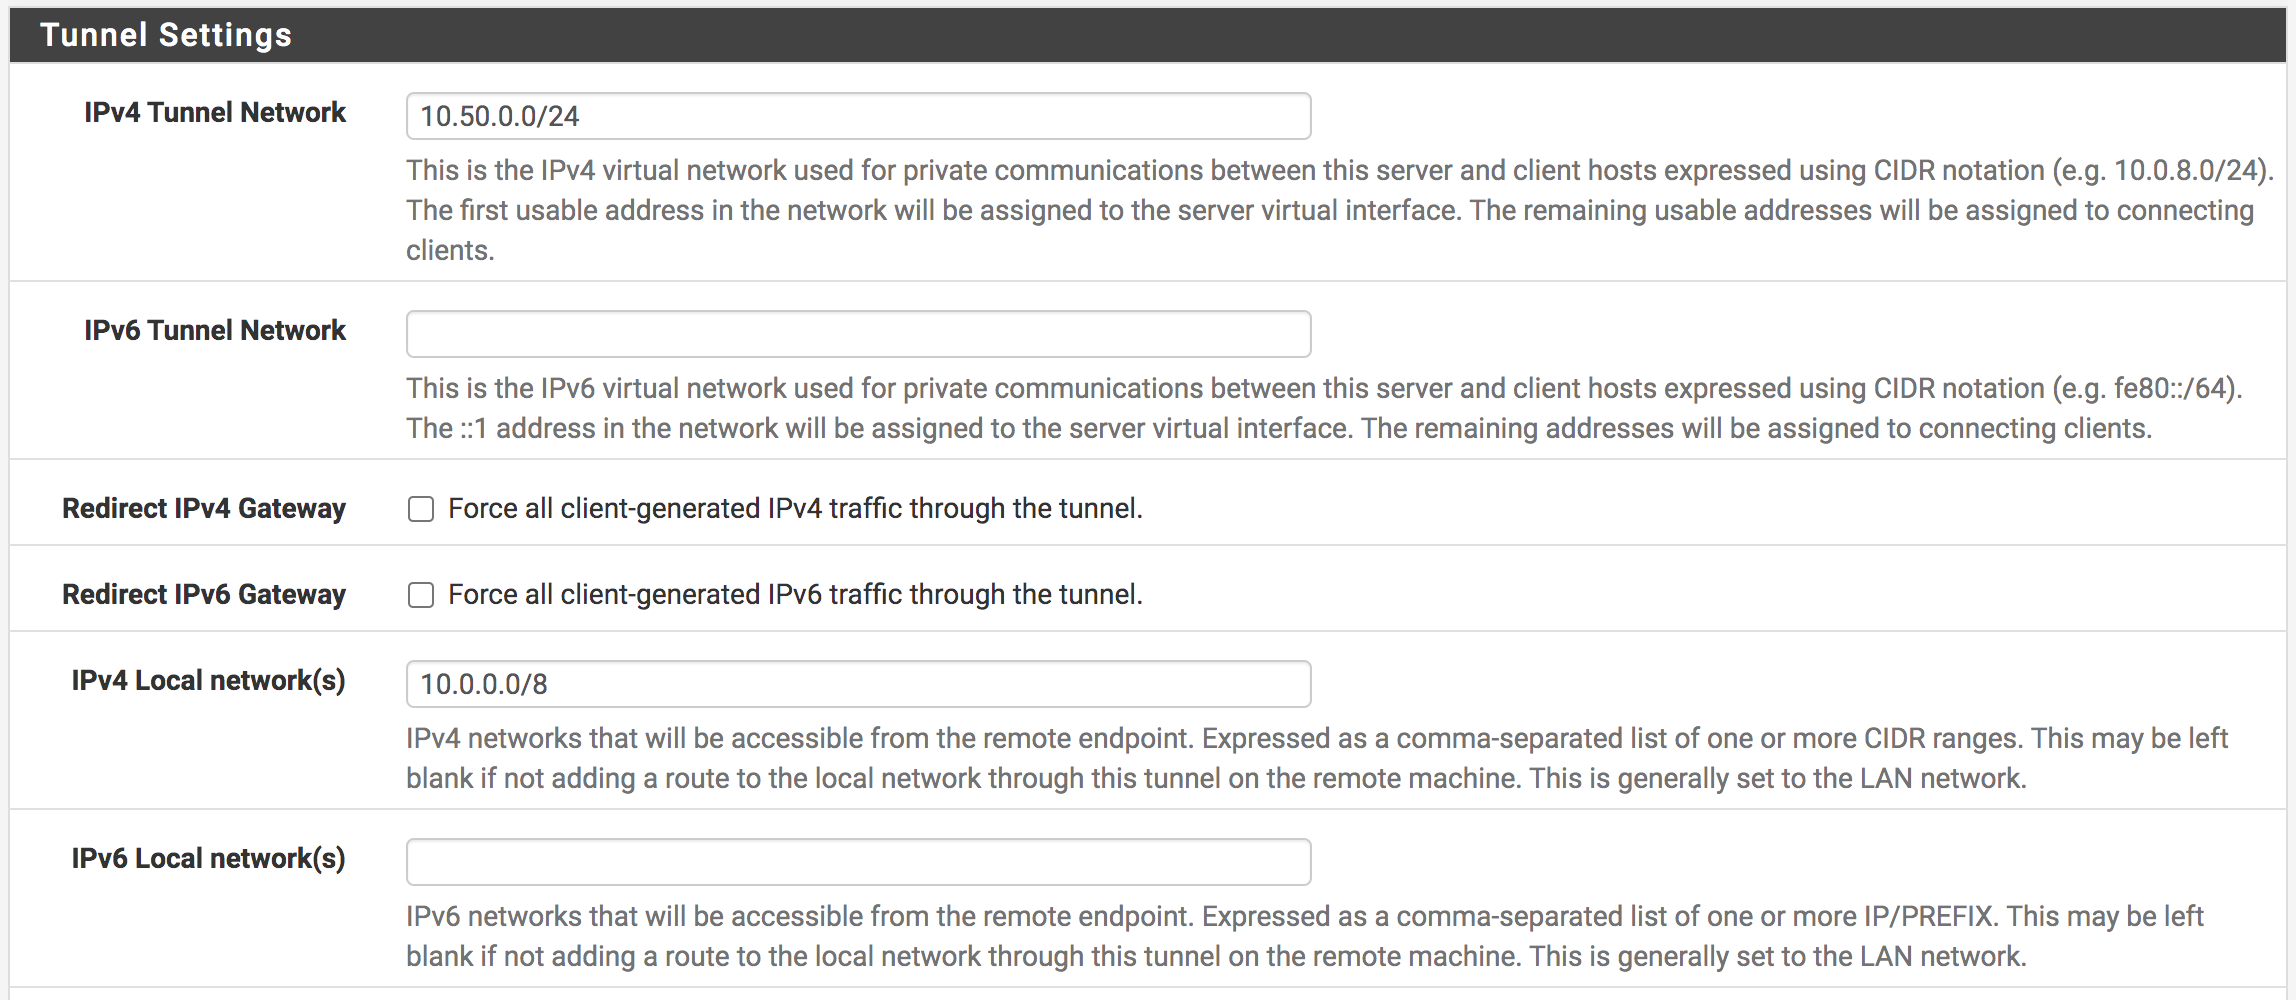 Tunnel Settings
IPv4 Tunnel Network
10.50.0.0/24
This is the IPv4 virtual network used for private communications between this server and client hosts expressed using CIDR notation (e.g. 10.0.8.0/24).
The first usable address in the network will be assigned to the server virtual interface. The remaining usable addresses will be assigned to connecting
clients.
IPv6 Tunnel Network
This is the IPv6 virtual network used for private communications between this server and client hosts expressed using CIDR notation (e.g. fe80::/64).
The ::1 address in the network will be assigned to the server virtual interface. The remaining addresses will be assigned to connecting clients.
Redirect IPv4 Gateway
Force all client-generated IPv4 traffic through the tunnel.
Redirect IPv6 Gateway
Force all client-generated IPv6 traffic through the tunnel.
IPv4 Local network(s)
10.0.0.0/8
IPv4 networks that will be accessible from the remote endpoint. Expressed as a comma-separated list of one or more CIDR ranges. This may be left
blank if not adding a route to the local network through this tunnel on the remote machine. This is generally set to the LAN network.
IPv6 Local network(s)
IPv6 networks that will be accessible from the remote endpoint. Expressed as a comma-separated list of one or more IP/PREFIX. This may be left
blank if not adding a route to the local network through this tunnel on the remote machine. This is generally set to the LAN network.